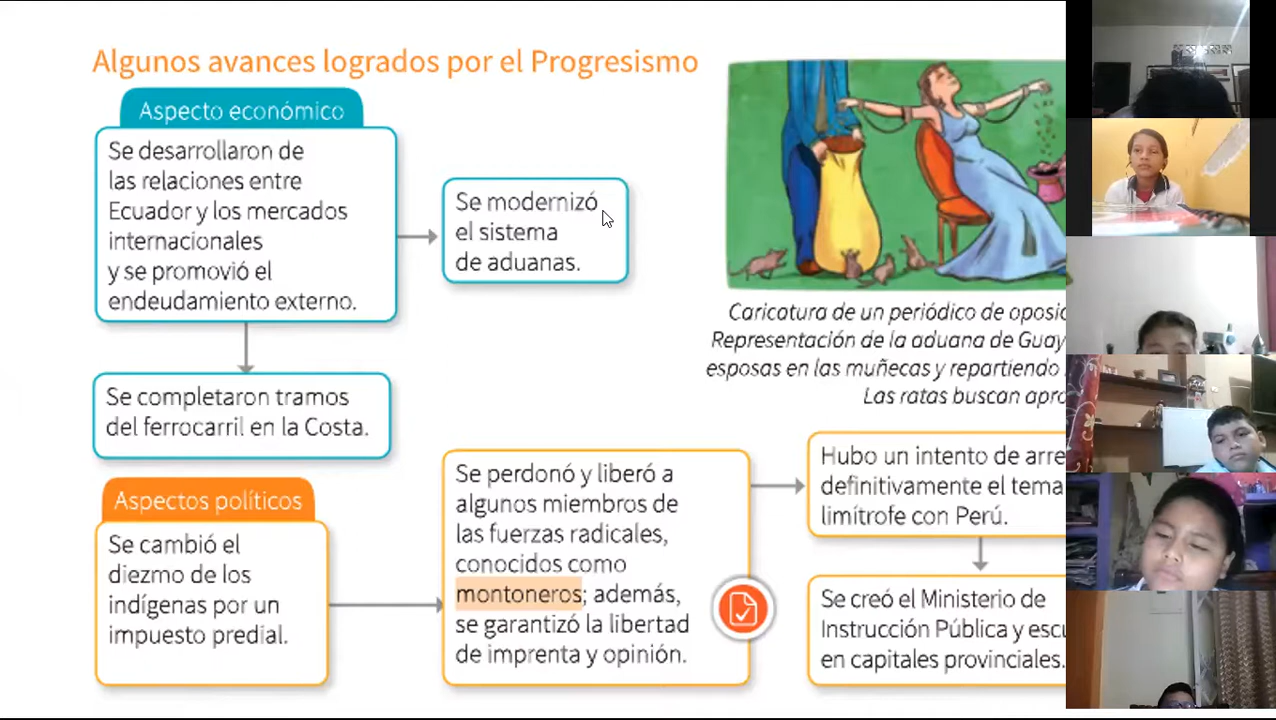 Algunos avances logrados por el Progresismo
Aspecto económico
Se desarrollaron de
las relaciones entre
Ecuador y los mercados
internacionales
y se promovió el
endeudamiento externo.
Se modernizó
el sistema
de aduanas.
Se completaron tramos
del ferrocarril en la Costa.
Caricatura de un periódico de
Representación de la aduana de
esposas en las muñecas y repartiendo
Las ratas buscan
Aspectos políticos
Se cambió el
diezmo de los
indígenas por un
impuesto predial.
Se perdonó y liberó a
algunos miembros de
las fuerzas radicales,
conocidos como
montoneros; además,
se garantizó la libertad
de imprenta y opinión.
Hubo un intento de
definitivamente el tema
limítrofe con Perú.
Se creó el Ministerio de
Instrucción Pública y
en capitales provinciales.